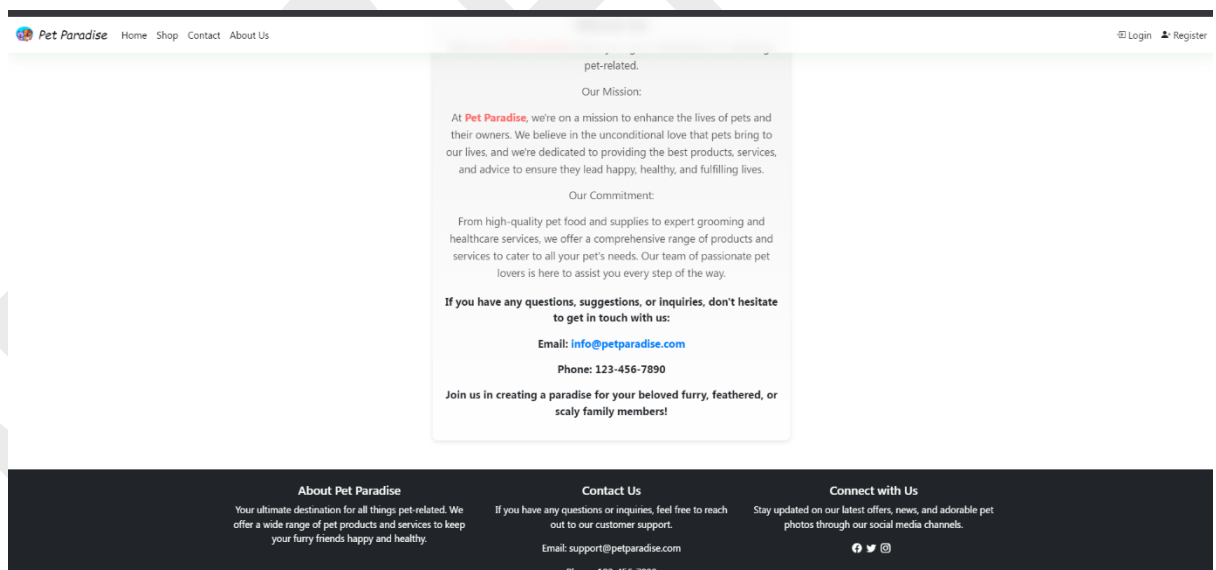 Pet Paradise Home Shop Contact About Us Login Register
pet-related.
Our Mission:
At Pet Paradise, we're on a mission to enhance the lives of pets and
their owners. We believe in the unconditional love that pets bring to
our lives, and we're dedicated to providing the best products, services,
and advice to ensure they lead happy, healthy, and fulfilling lives.
Our Commitment:
From high-quality pet food and supplies to expert grooming and
healthcare services, we offer a comprehensive range of products and
services to cater to all your pet's needs. Our team of passionate pet
lovers is here to assist you every step of the way.
If you have any questions, suggestions, or inquiries, don't hesitate
to get in touch with us:
Email: info@petparadise.com
Phone: 123-456-7890
Join us in creating a paradise for your beloved furry, feathered, or
scaly family members!
About Pet Paradise
Your ultimate destination for all things pet-related. We
offer a wide range of pet products and services to keep
your furry friends happy and healthy.
Contact Us
If you have any questions or inquiries, feel free to reach
out to our customer support.
Email: support@petparadise.com
Connect with Us
Stay updated on our latest offers, news, and adorable pet
photos through our social media channels.